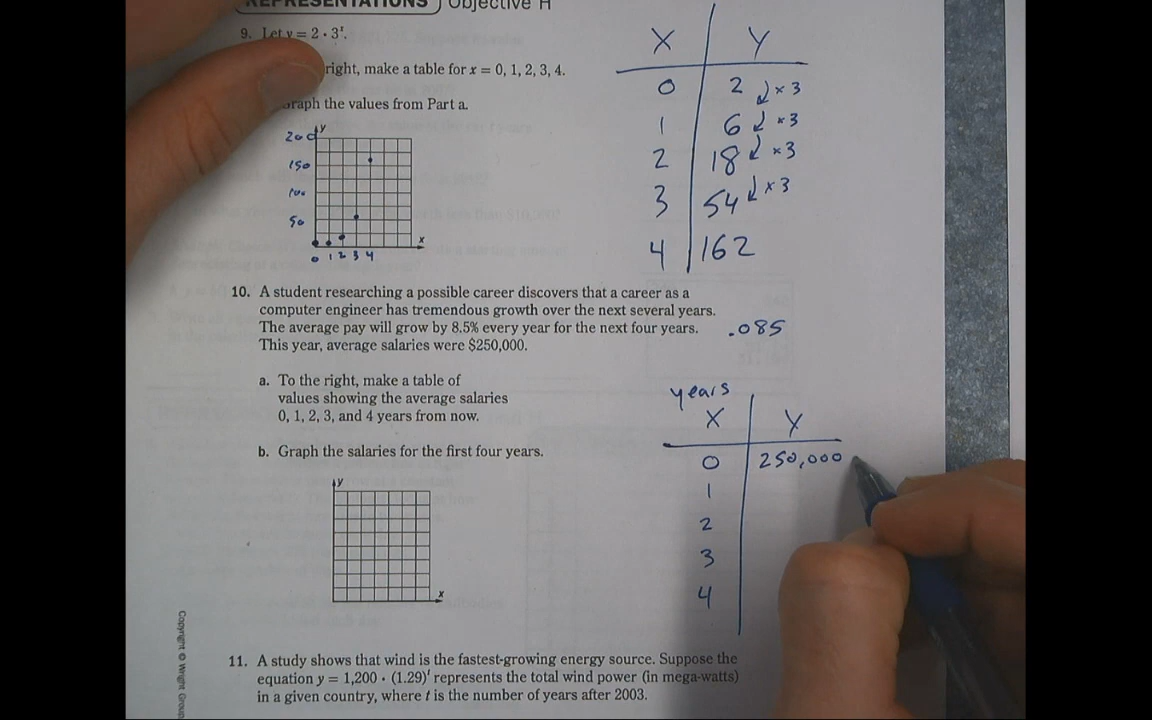 REPRESENTATIONS Objective H
9. Let y = 2 · 3ˣ.
right, make a table for x = 0, 1, 2, 3, 4.
Graph the values from Part a.
X Y
0 2 ×3
1 6 ×3
2 18 ×3
3 54 ×3
4 162
y
200
150
100
50
x
0 1 2 3 4
10. A student researching a possible career discovers that a career as a
computer engineer has tremendous growth over the next several years.
The average pay will grow by 8.5% every year for the next four years.
This year, average salaries were $250,000.
.085
a. To the right, make a table of
values showing the average salaries
0, 1, 2, 3, and 4 years from now.
b. Graph the salaries for the first four years.
years
X Y
0 250,000
1
2
3
4
y
x
11. A study shows that wind is the fastest-growing energy source. Suppose the
equation y = 1,200 · (1.29)ᵗ represents the total wind power (in mega-watts)
in a given country, where t is the number of years after 2003.
Copyright © Wright Group